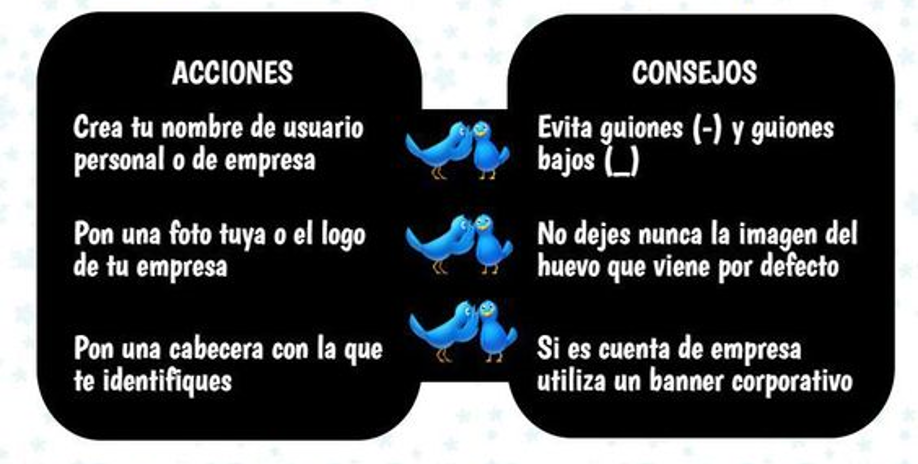 ACCIONES
Crea tu nombre de usuario
personal o de empresa
Pon una foto tuya o el logo
de tu empresa
Pon una cabecera con la que
te identifiques
CONSEJOS
Evita guiones (-) y guiones
bajos (_)
No dejes nunca la imagen del
huevo que viene por defecto
Si es cuenta de empresa
utiliza un banner corporativo